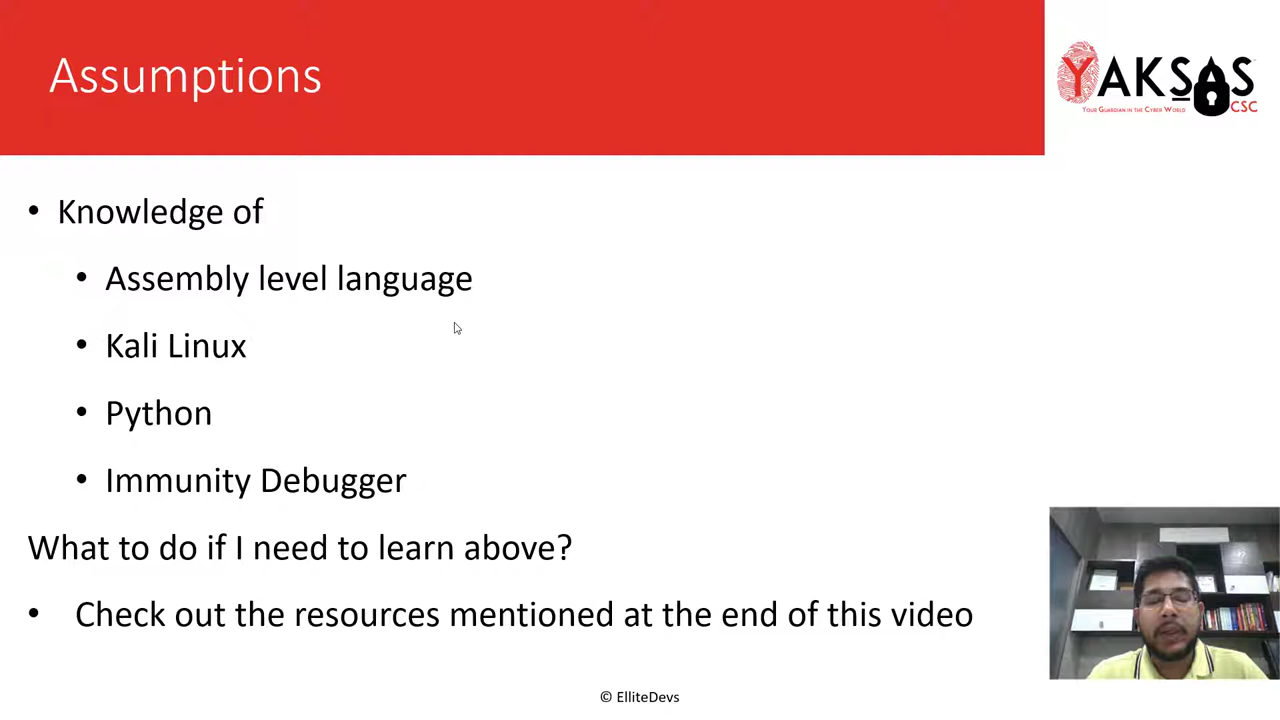 Assumptions
YAKSAS
CSC
YOUR GUARDIAN IN THE CYBER WORLD
• Knowledge of
• Assembly level language
• Kali Linux
• Python
• Immunity Debugger
What to do if I need to learn above?
• Check out the resources mentioned at the end of this video
© ElliteDevs